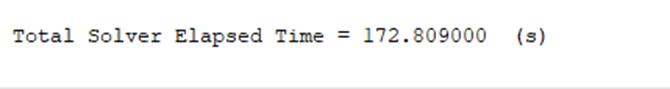 Total Solver Elapsed Time = 172.809000  (s)